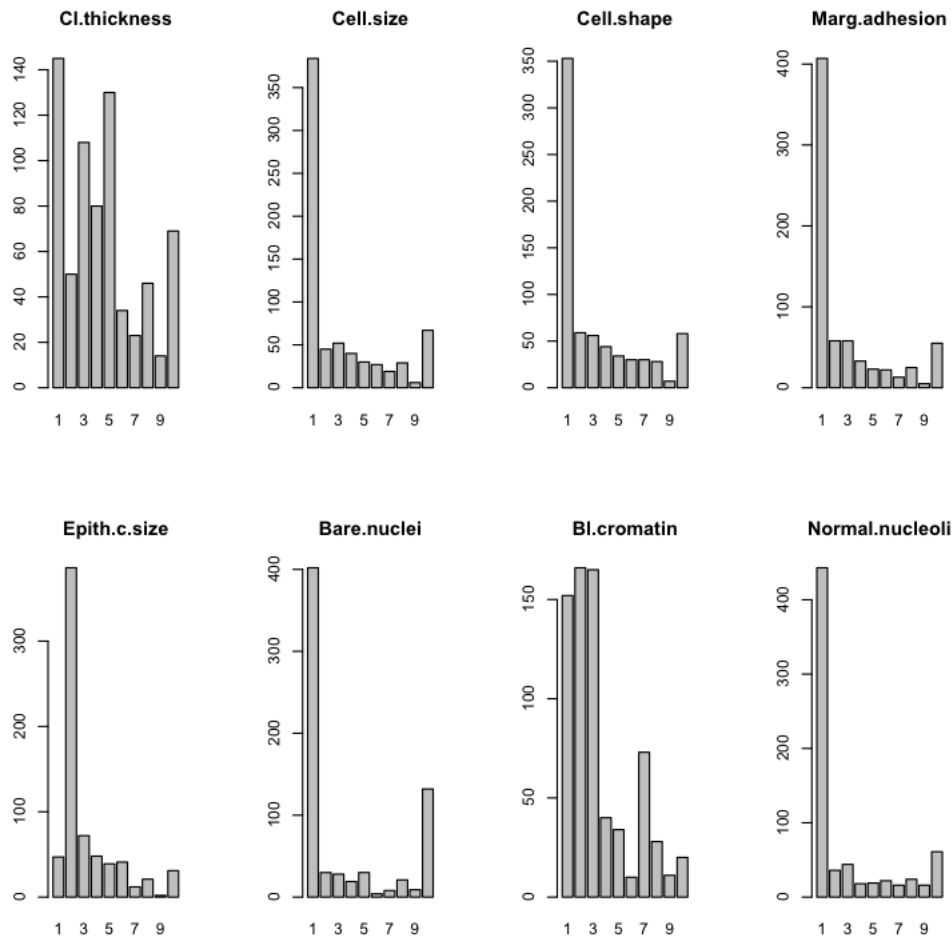 Cl.thickness Cell.size Cell.shape Marg.adhesion
0 20 40 60 80 100 120 140
0 50 100 150 200 250 300 350
0 50 100 150 200 250 300 350
0 100 200 300 400
1 3 5 7 9 1 3 5 7 9 1 3 5 7 9 1 3 5 7 9
Epith.c.size Bare.nuclei Bl.cromatin Normal.nucleoli
0 100 200 300
0 100 200 300 400
0 50 100 150
0 100 200 300 400
1 3 5 7 9 1 3 5 7 9 1 3 5 7 9 1 3 5 7 9